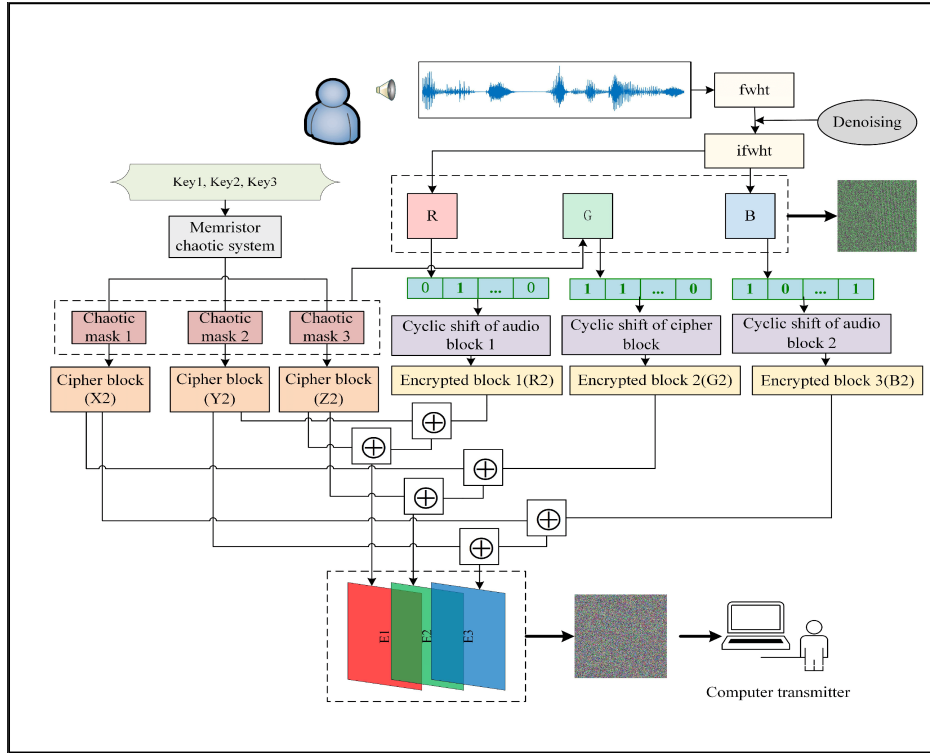 fwht
Denoising
ifwht
Key1, Key2, Key3
R
G
B
Memristor
chaotic system
0 1 ... 0
1 1 ... 0
1 0 ... 1
Chaotic
mask 1
Chaotic
mask 2
Chaotic
mask 3
Cyclic shift of audio
block 1
Cyclic shift of cipher
block
Cyclic shift of audio
block 2
Cipher block
(X2)
Cipher block
(Y2)
Cipher block
(Z2)
Encrypted block 1(R2)
Encrypted block 2(G2)
Encrypted block 3(B2)
E1
E2
E3
Computer transmitter